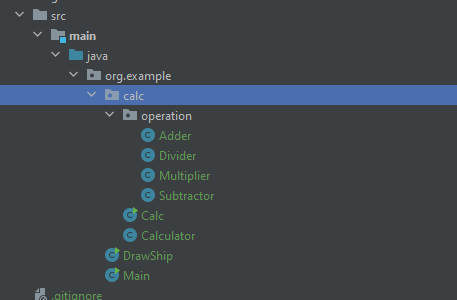 src
main
java
org.example
calc
operation
Adder
Divider
Multiplier
Subtractor
Calc
Calculator
DrawShip
Main
.gitignore